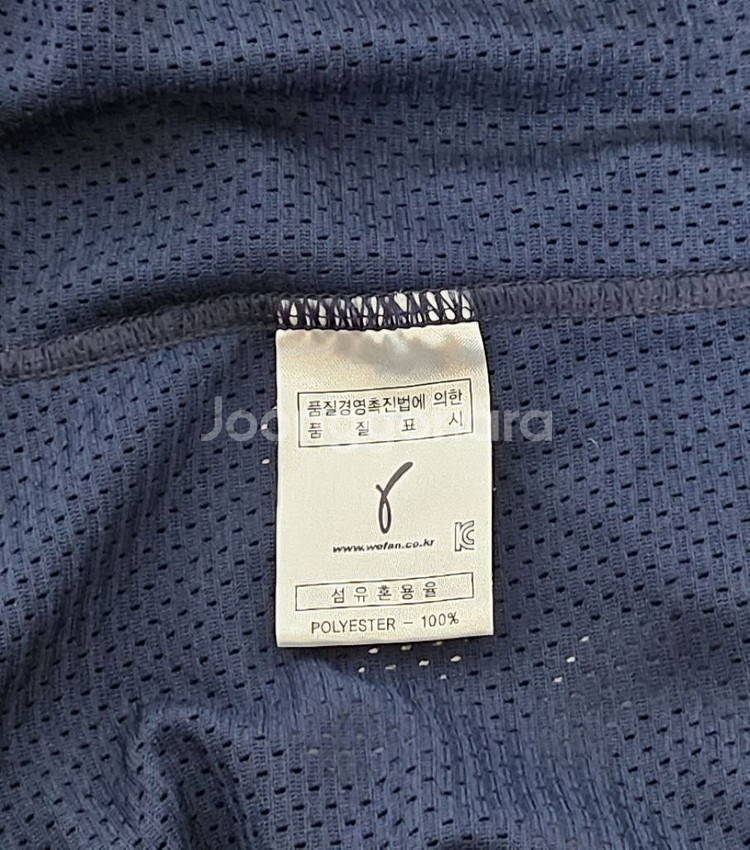 품질경영촉진법에 의한
품 질 표 시
Joonggonara
www.wefan.co.kr
섬유혼용율
POLYESTER - 100%